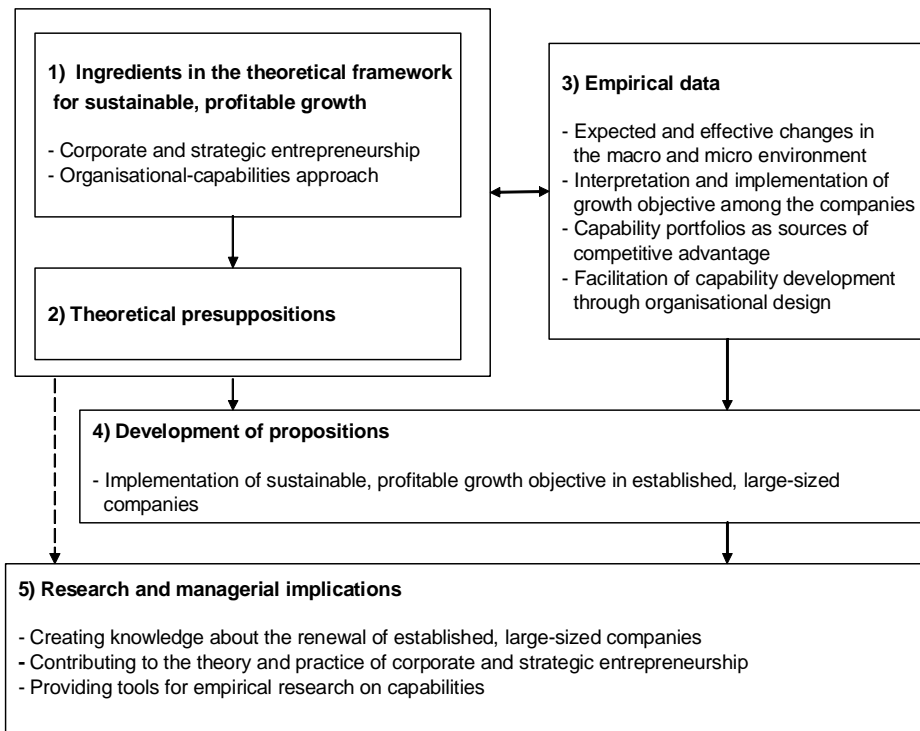 1) Ingredients in the theoretical framework
for sustainable, profitable growth
- Corporate and strategic entrepreneurship
- Organisational-capabilities approach
2) Theoretical presuppositions
3) Empirical data
- Expected and effective changes in
the macro and micro environment
- Interpretation and implementation of
growth objective among the companies
- Capability portfolios as sources of
competitive advantage
- Facilitation of capability development
through organisational design
4) Development of propositions
- Implementation of sustainable, profitable growth objective in established, large-sized
companies
5) Research and managerial implications
- Creating knowledge about the renewal of established, large-sized companies
- Contributing to the theory and practice of corporate and strategic entrepreneurship
- Providing tools for empirical research on capabilities